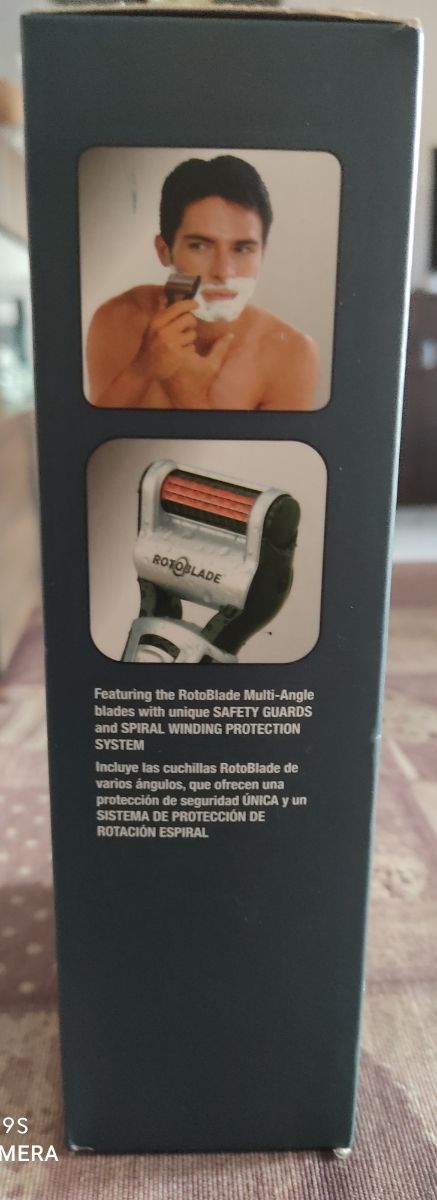 ROTOBLADE
Featuring the RotoBlade Multi-Angle
blades with unique SAFETY GUARDS
and SPIRAL WINDING PROTECTION
SYSTEM
Incluye las cuchillas RotoBlade de
varios ángulos, que ofrecen una
protección de seguridad ÚNICA y un
SISTEMA DE PROTECCIÓN DE
ROTACIÓN ESPIRAL
9S
MERA